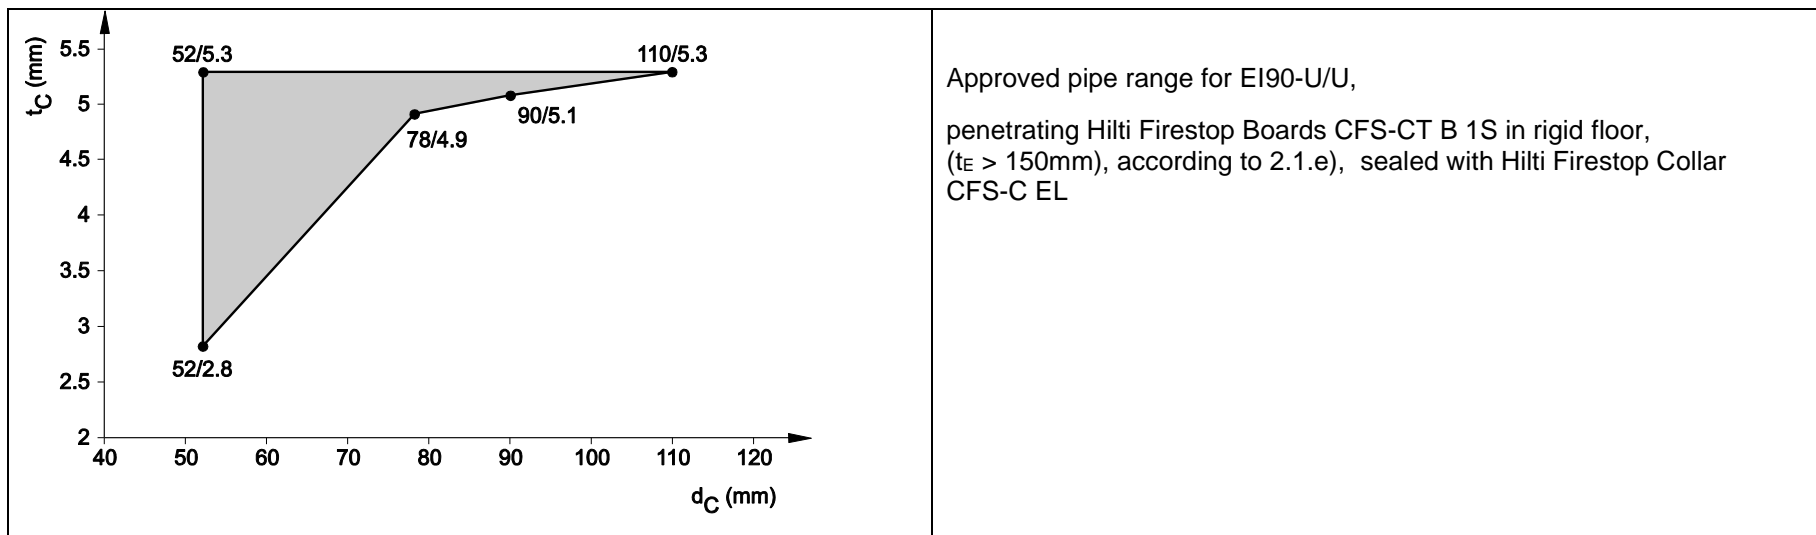 tC (mm)
5.5
5
4.5
4
3.5
3
2.5
2
52/5.3
110/5.3
90/5.1
78/4.9
52/2.8
40 50 60 70 80 90 100 110 120
dC (mm)
Approved pipe range for EI90-U/U,
penetrating Hilti Firestop Boards CFS-CT B 1S in rigid floor,
(tE > 150mm), according to 2.1.e), sealed with Hilti Firestop Collar
CFS-C EL